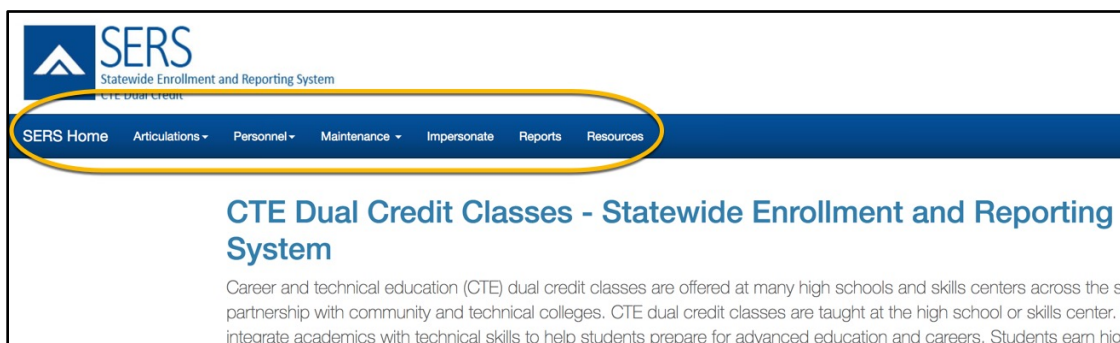 SERS
Statewide Enrollment and Reporting System
CTE Dual Credit
SERS Home Articulations Personnel Maintenance Impersonate Reports Resources
CTE Dual Credit Classes - Statewide Enrollment and Reporting
System
Career and technical education (CTE) dual credit classes are offered at many high schools and skills centers across the
partnership with community and technical colleges. CTE dual credit classes are taught at the high school or skills center.
integrate academics with technical skills to help students prepare for advanced education and careers. Students earn